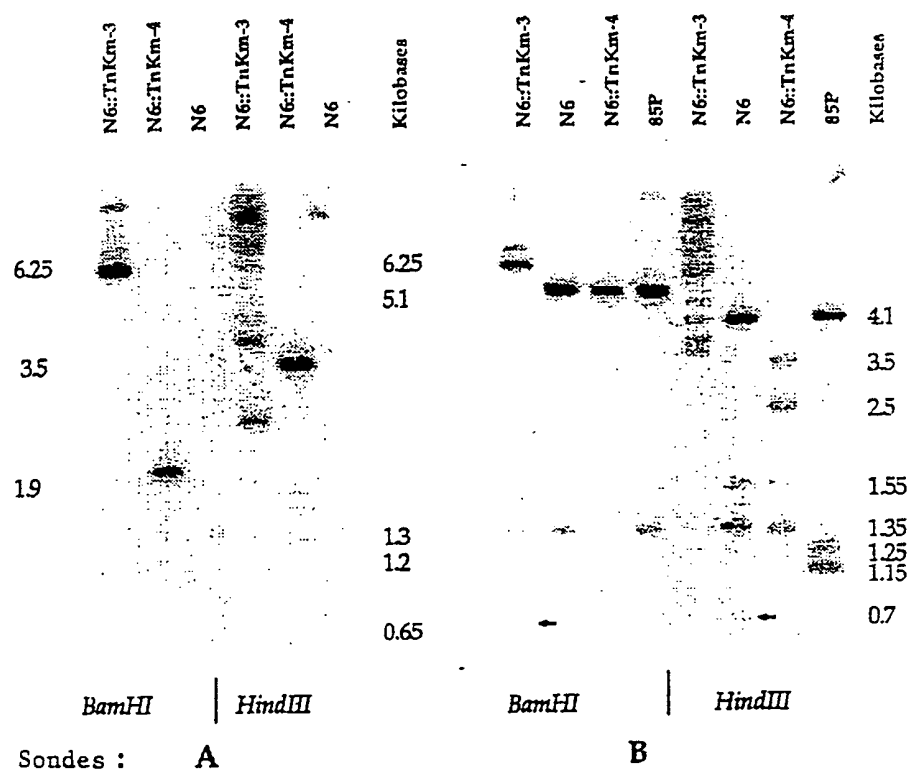 N6::TnKm-3
N6::TnKm-4
N6
N6::TnKm-3
N6::TnKm-4
N6
Kilobases
N6::TnKm-3
N6
N6::TnKm-4
85P
N6::TnKm-3
N6
N6::TnKm-4
85P
Kilobases
6.25
3.5
1.9
6.25
5.1
1.3
1.2
0.65
4.1
3.5
2.5
1.55
1.35
1.25
1.15
0.7
BamHI HindIII
BamHI HindIII
Sondes : A B